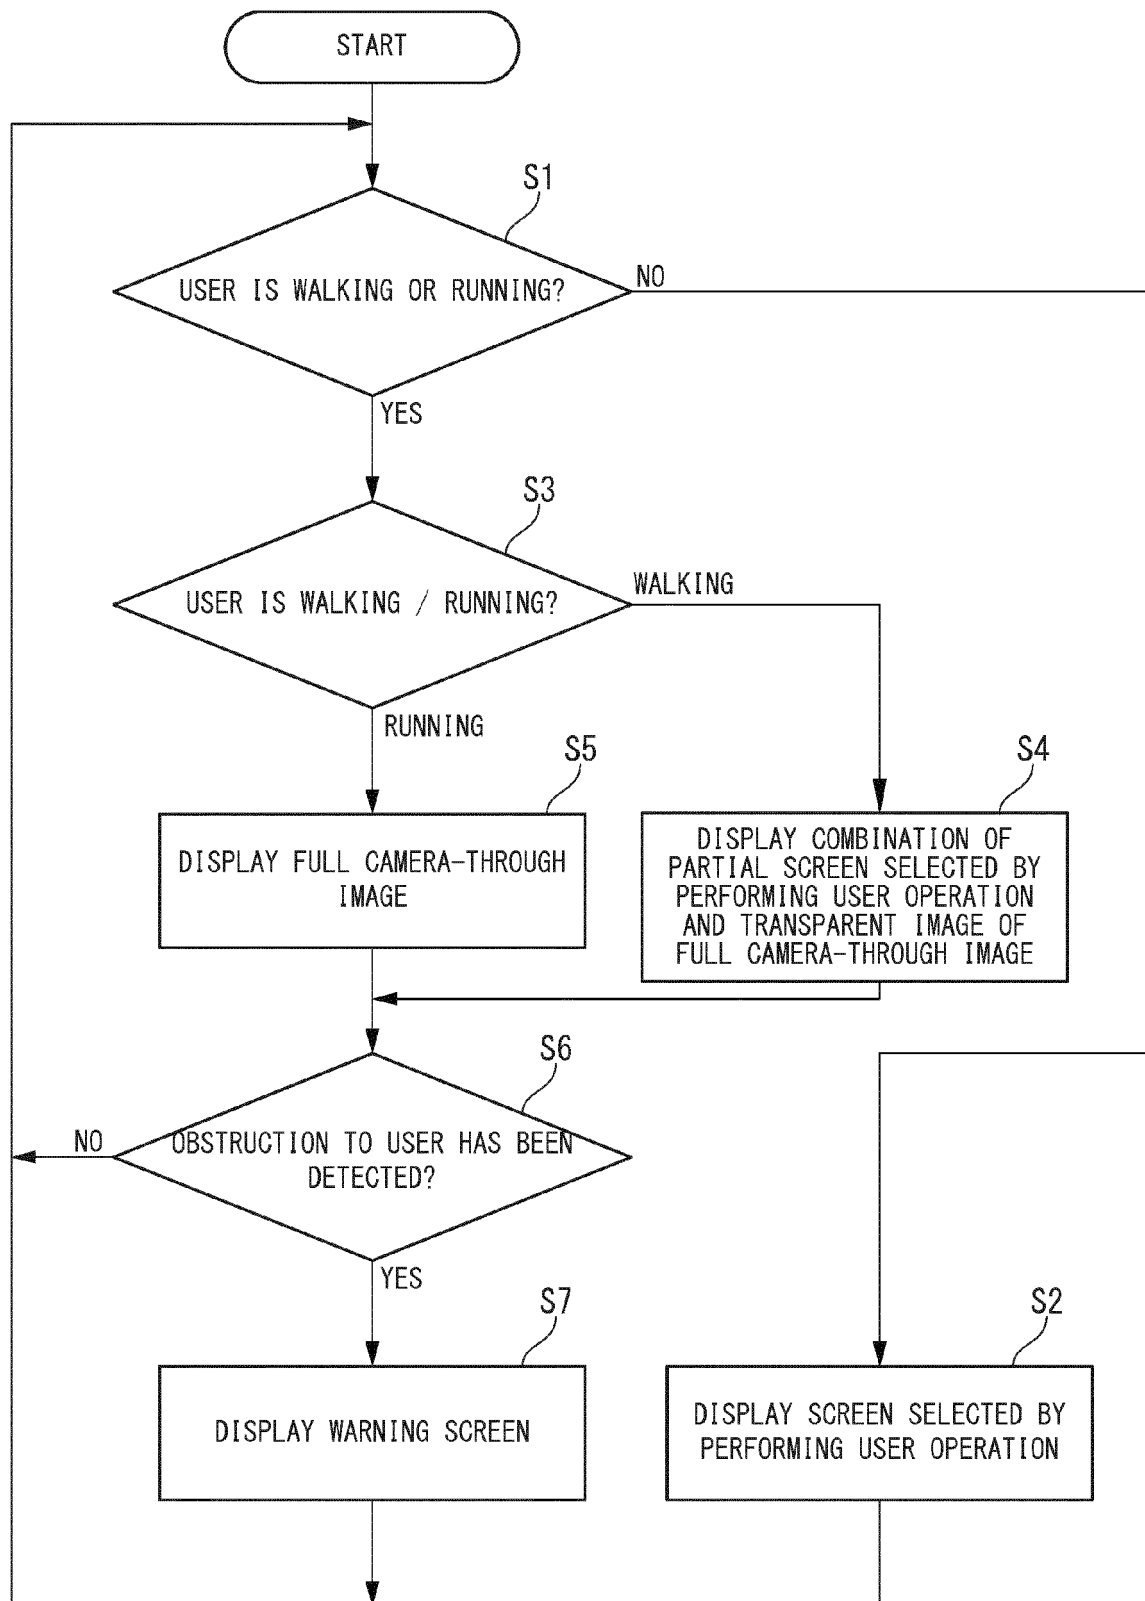 START
S1
USER IS WALKING OR RUNNING?
NO
YES
S3
USER IS WALKING / RUNNING?
WALKING
RUNNING
S5
DISPLAY FULL CAMERA-THROUGH
IMAGE
S4
DISPLAY COMBINATION OF
PARTIAL SCREEN SELECTED BY
PERFORMING USER OPERATION
AND TRANSPARENT IMAGE OF
FULL CAMERA-THROUGH IMAGE
S6
NO
OBSTRUCTION TO USER HAS BEEN
DETECTED?
YES
S7
DISPLAY WARNING SCREEN
S2
DISPLAY SCREEN SELECTED BY
PERFORMING USER OPERATION